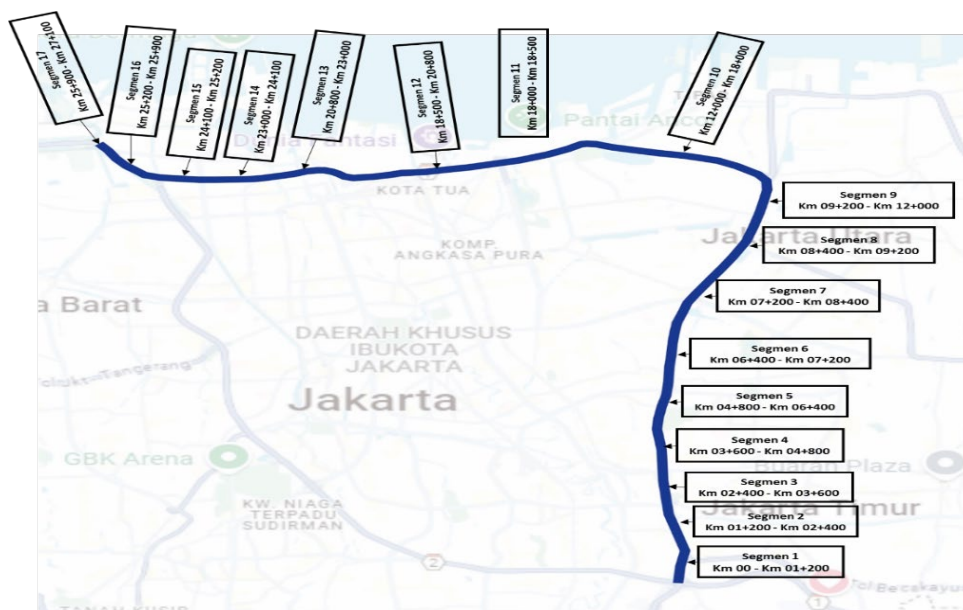 Segmen 17
Km 25+900 - Km 27+100
Segmen 16
Km 25+200 - Km 25+900
Segmen 15
Km 24+100 - Km 25+200
Segmen 14
Km 23+000 - Km 24+100
Segmen 13
Km 20+800 - Km 23+000
Segmen 12
Km 18+500 - Km 20+800
Segmen 11
Km 18+000 - Km 18+500
Segmen 10
Km 12+000 - Km 18+000
Fantasi
Pantai Anco
KOTA TUA
Segmen 9
Km 09+200 - Km 12+000
Jakarta Utara
Segmen 8
Km 08+400 - Km 09+200
KOMP.
ANGKASA PURA
Segmen 7
Km 07+200 - Km 08+400
a Barat
DAERAH KHUSUS
IBUKOTA
JAKARTA
Segmen 6
Km 06+400 - Km 07+200
Jakarta
Segmen 5
Km 04+800 - Km 06+400
Segmen 4
Km 03+600 - Km 04+800
GBK Arena
Buaran Plaza
Segmen 3
Km 02+400 - Km 03+600
KW. NIAGA
TERPADU
SUDIRMAN
Jakarta Timur
Segmen 2
Km 01+200 - Km 02+400
2
Segmen 1
Km 00 - Km 01+200
Tol Becakayu
1